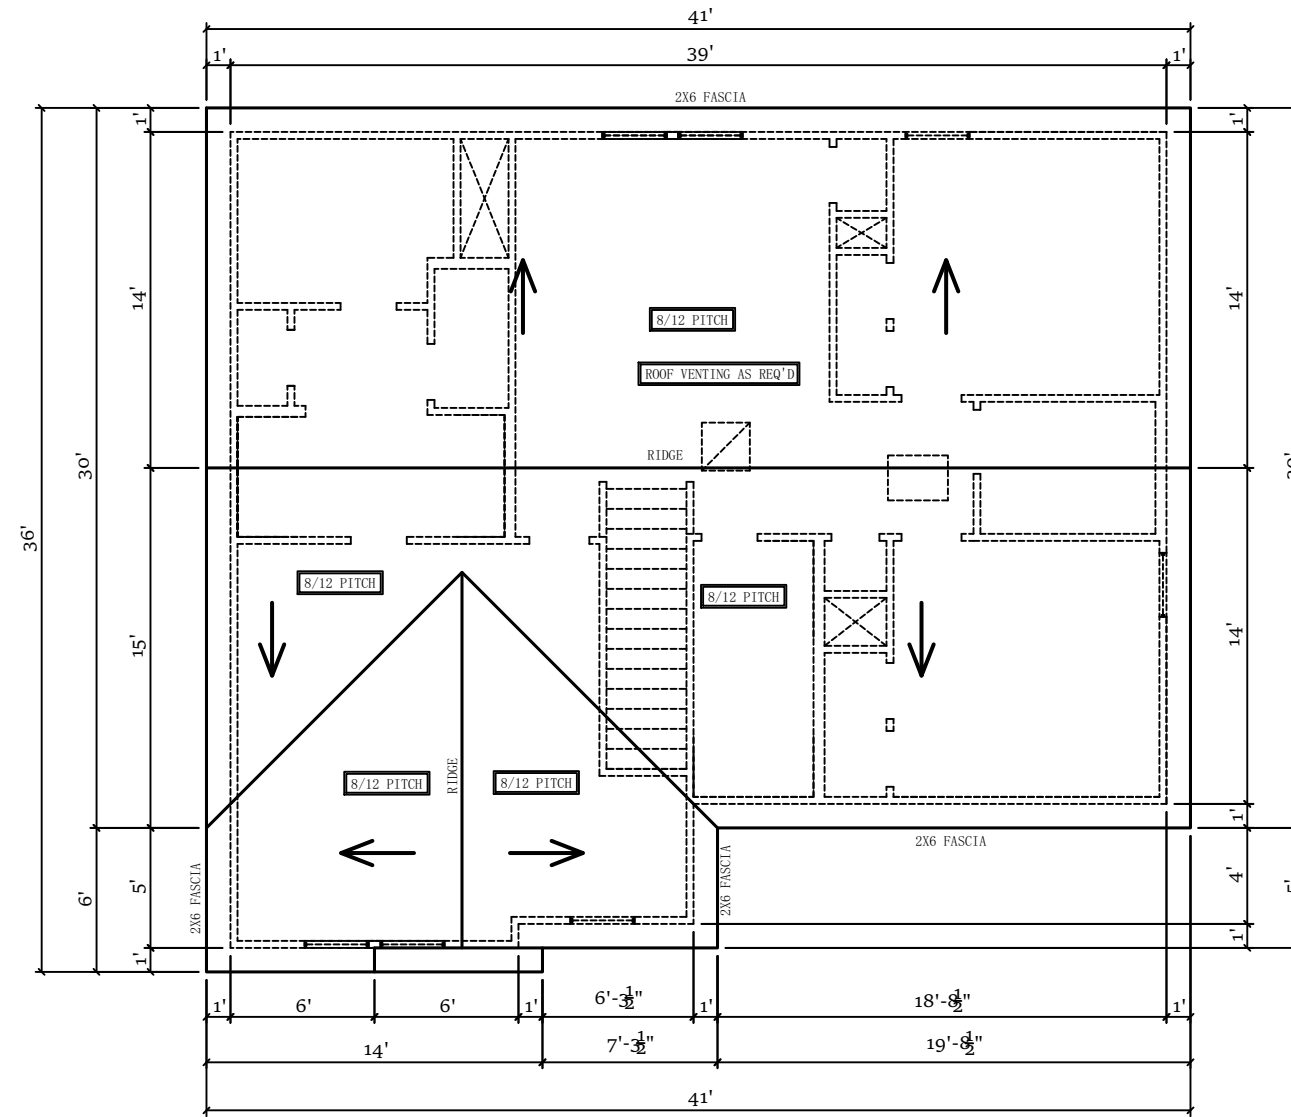 41'
1'
39'
1'
2X6 FASCIA
1'
1'
14'
14'
8/12 PITCH
ROOF VENTING AS REQ'D
RIDGE
30'
36'
8/12 PITCH
8/12 PITCH
15'
14'
RIDGE
8/12 PITCH
8/12 PITCH
1'
2X6 FASCIA
2X6 FASCIA
2X6 FASCIA
6'
5'
4'
1'
1'
1'
6'
6'
1'
6'-3½"
1'
18'-8½"
1'
14'
7'-3½"
19'-8½"
41'